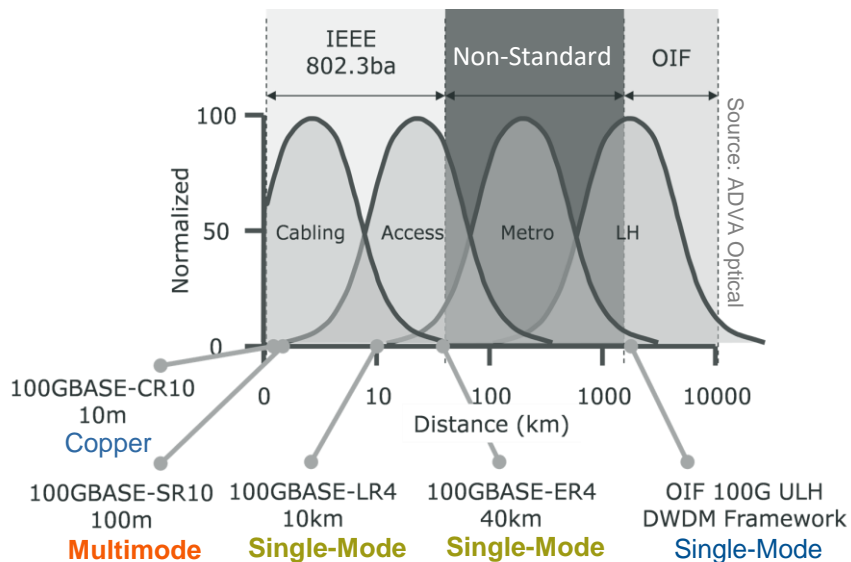 IEEE
802.3ba
Non-Standard
OIF
Source: ADVA Optical
Normalized
100
50
0
Cabling
Access
Metro
LH
0
10
100
1000
10000
Distance (km)
100GBASE-CR10
10m
Copper
100GBASE-SR10
100m
Multimode
100GBASE-LR4
10km
Single-Mode
100GBASE-ER4
40km
Single-Mode
OIF 100G ULH
DWDM Framework
Single-Mode